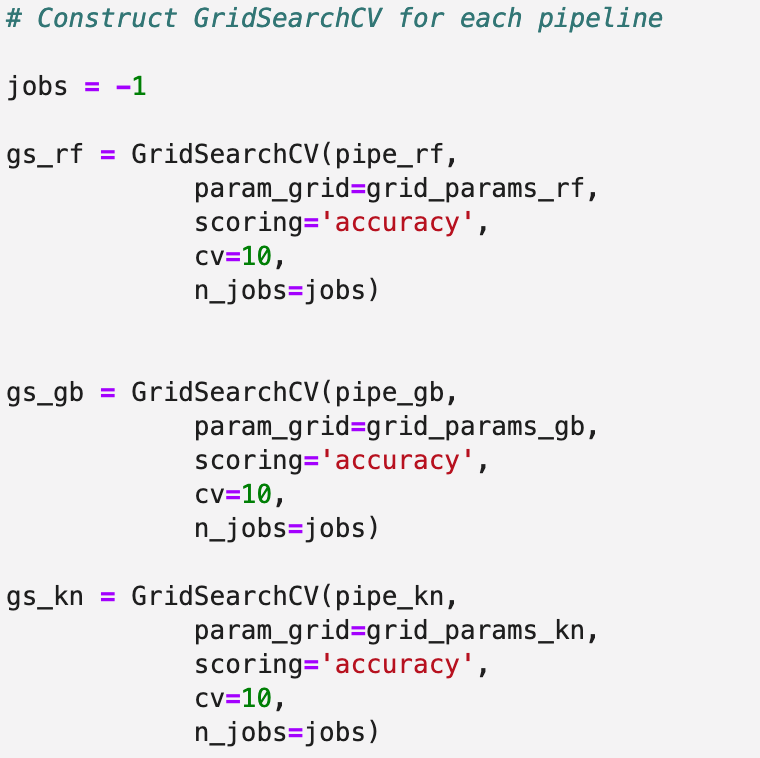 # Construct GridSearchCV for each pipeline
jobs = -1
gs_rf = GridSearchCV(pipe_rf,
param_grid=grid_params_rf,
scoring='accuracy',
cv=10,
n_jobs=jobs)
gs_gb = GridSearchCV(pipe_gb,
param_grid=grid_params_gb,
scoring='accuracy',
cv=10,
n_jobs=jobs)
gs_kn = GridSearchCV(pipe_kn,
param_grid=grid_params_kn,
scoring='accuracy',
cv=10,
n_jobs=jobs)